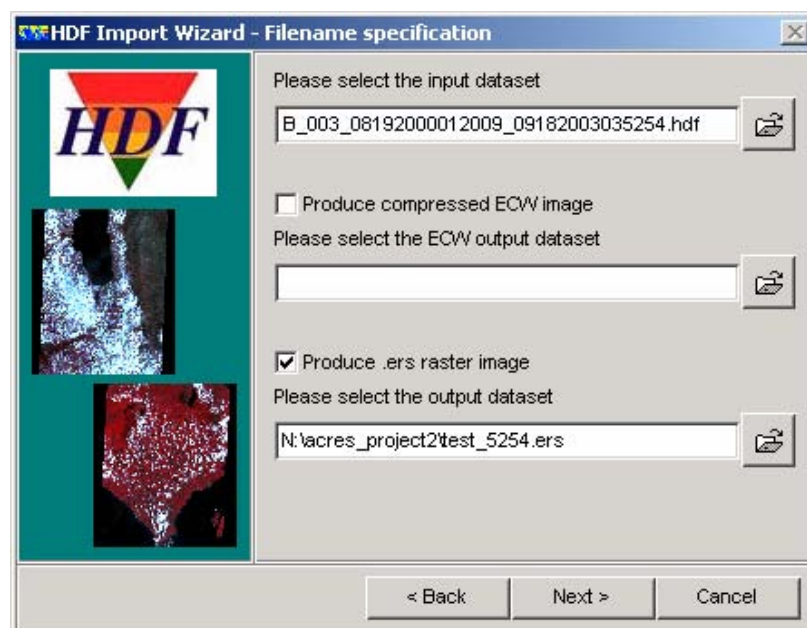 HDF Import Wizard - Filename specification
HDF
Please select the input dataset
B_003_08192000012009_09182003035254.hdf
Produce compressed ECW image
Please select the ECW output dataset
Produce .ers raster image
Please select the output dataset
N:\acres_project2\test_5254.ers
< Back
Next >
Cancel